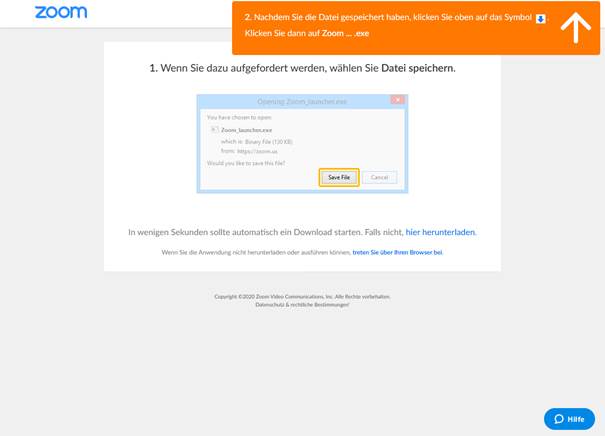 zoom
2. Nachdem Sie die Datei gespeichert haben, klicken Sie oben auf das Symbol .
Klicken Sie dann auf Zoom ... .exe
1. Wenn Sie dazu aufgefordert werden, wählen Sie Datei speichern.
Opening Zoom_launcher.exe
You have chosen to open:
Zoom_launcher.exe
which is: Binary File (130 KB)
from: https://zoom.us
Would you like to save this file?
Save File Cancel
In wenigen Sekunden sollte automatisch ein Download starten. Falls nicht, hier herunterladen.
Wenn Sie die Anwendung nicht herunterladen oder ausführen können, treten Sie über Ihren Browser bei.
Copyright ©2020 Zoom Video Communications, Inc. Alle Rechte vorbehalten.
Datenschutz & rechtliche Bestimmungen!
Hilfe